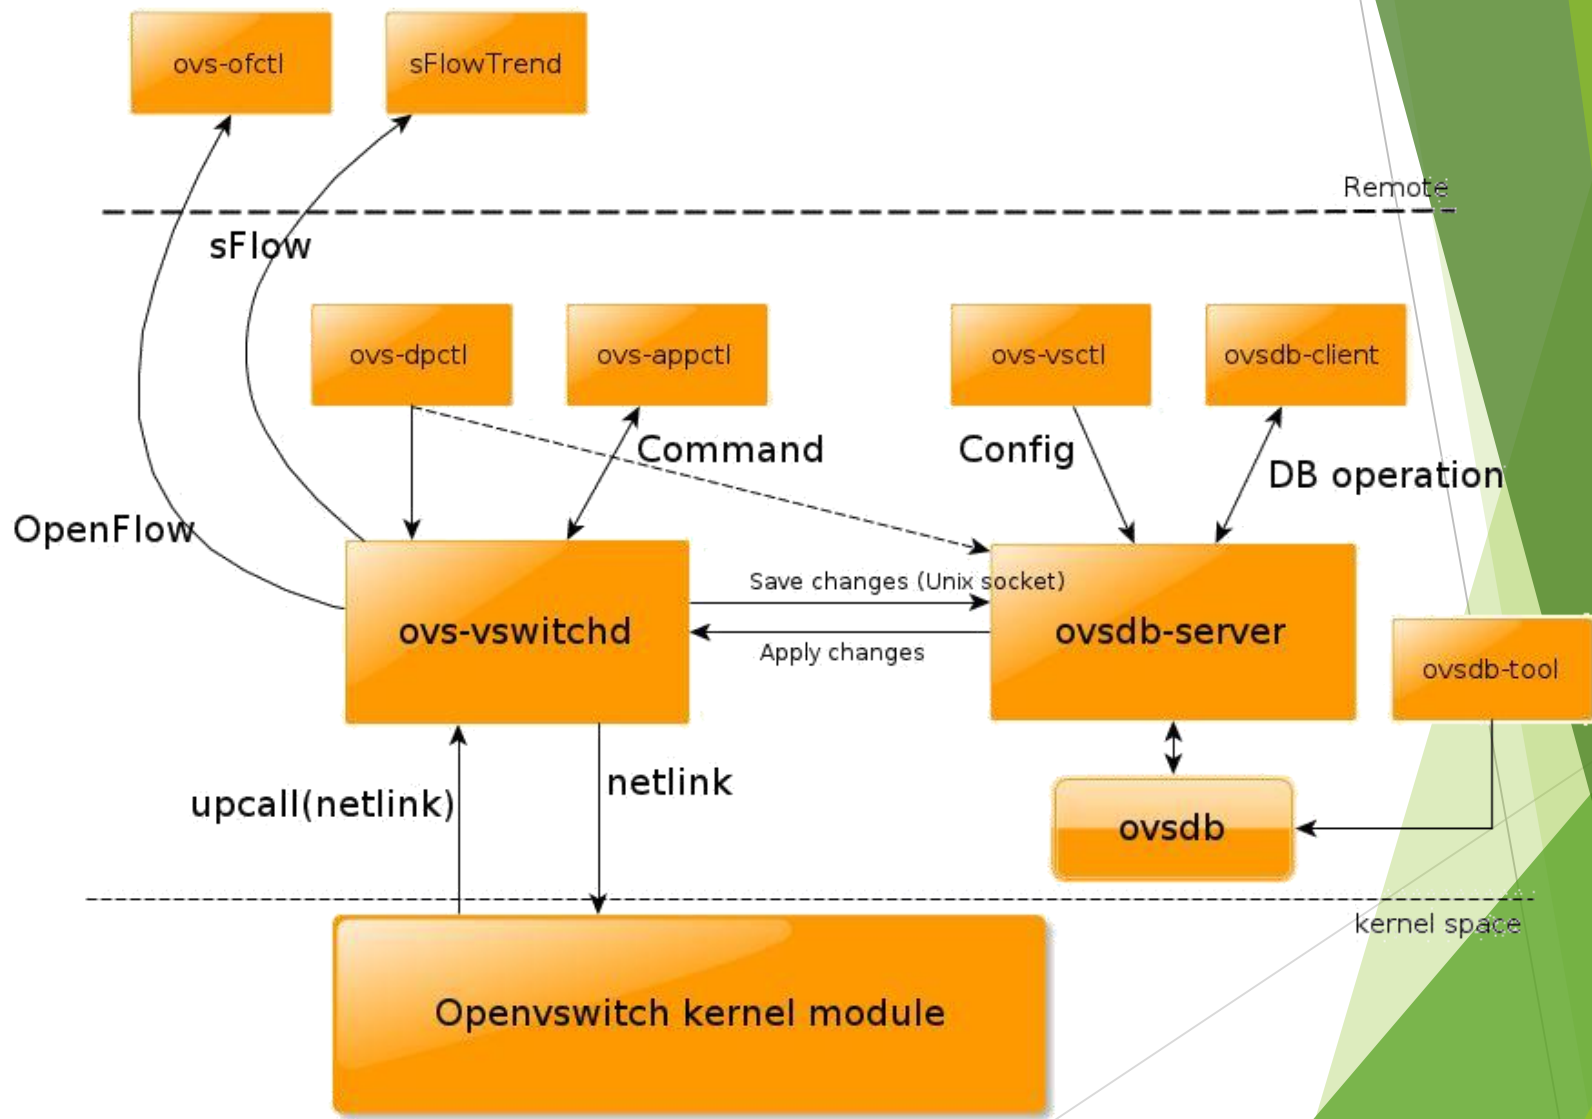 ovs-ofctl
sFlowTrend
Remote
sFlow
ovs-dpctl
ovs-appctl
ovs-vsctl
ovsdb-client
Command
Config
DB operation
OpenFlow
Save changes (Unix socket)
ovs-vswitchd
ovsdb-server
Apply changes
ovsdb-tool
netlink
upcall(netlink)
ovsdb
kernel space
Openvswitch kernel module